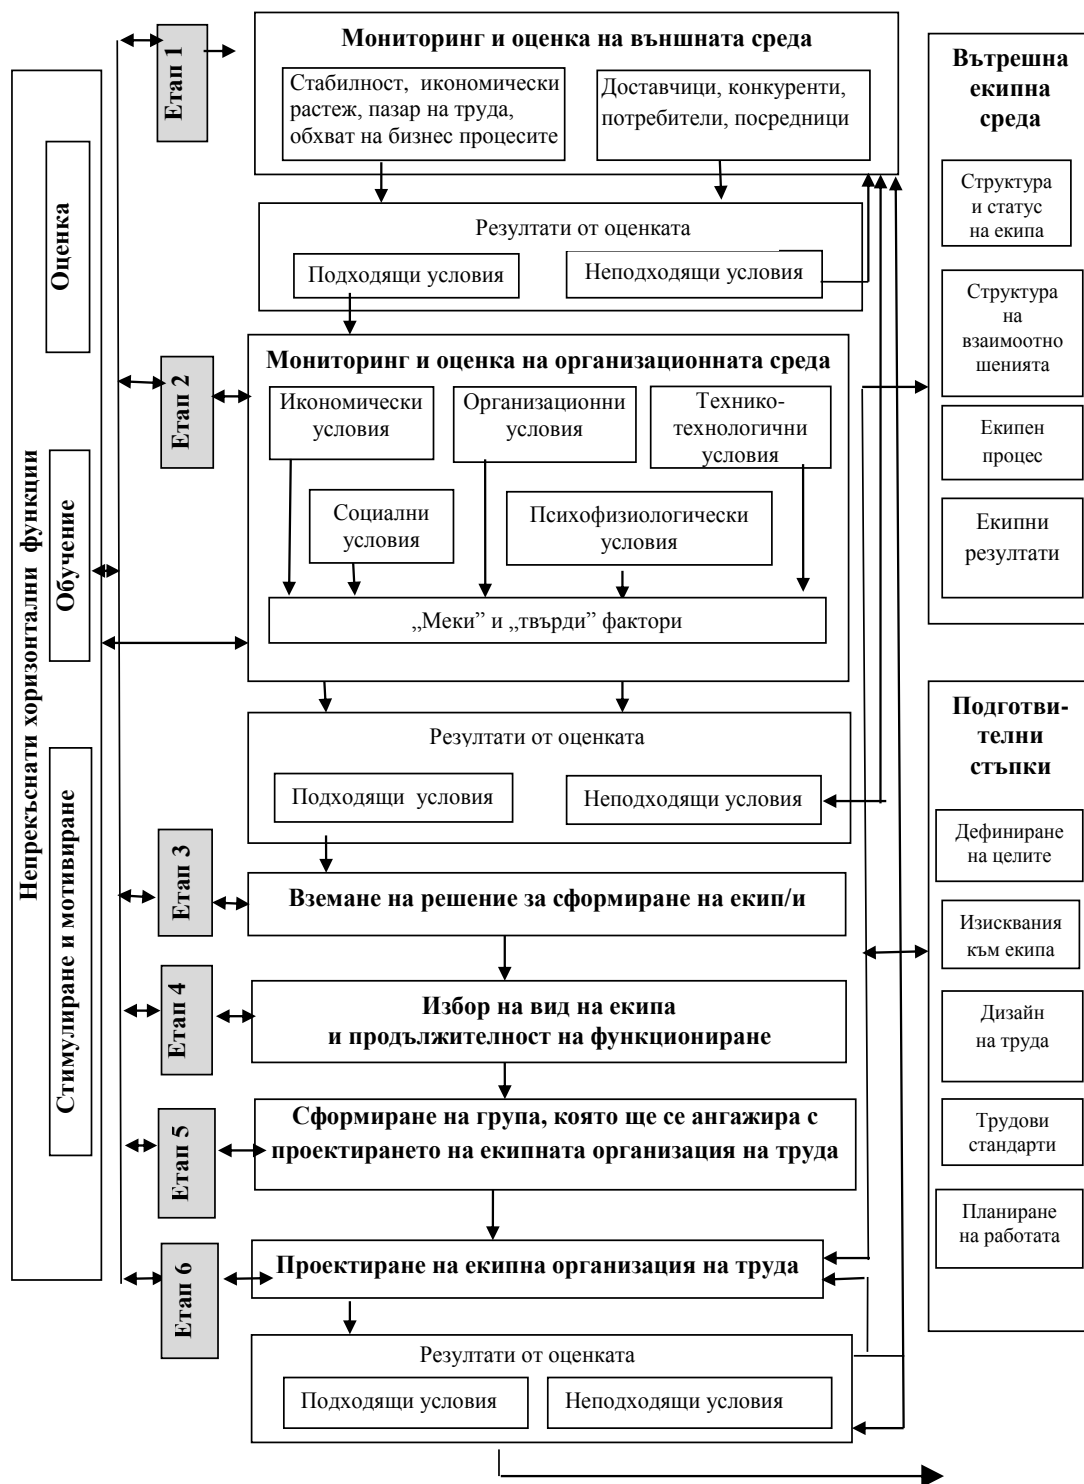 Непрекъснати хоризонтални функции
Оценка
Обучение
Стимулиране и мотивиране
Етап 1
Мониторинг и оценка на външната среда
Стабилност, икономически
растеж, пазар на труда,
обхват на бизнес процесите
Доставчици, конкуренти,
потребители, посредници
Резултати от оценката
Подходящи условия
Неподходящи условия
Етап 2
Мониторинг и оценка на организационната среда
Икономически
условия
Организационни
условия
Технико-
технологични
условия
Социални
условия
Психофизиологически
условия
„Меки” и „твърди” фактори
Резултати от оценката
Подходящи условия
Неподходящи условия
Етап 3
Вземане на решение за сформиране на екип/и
Етап 4
Избор на вид на екипа
и продължителност на функциониране
Етап 5
Сформиране на група, която ще се ангажира с
проектирането на екипната организация на труда
Етап 6
Проектиране на екипна организация на труда
Резултати от оценката
Подходящи условия
Неподходящи условия
Вътрешна
екипна
среда
Структура
и статус
на екипа
Структура
на
взаимоотно
шенията
Екипен
процес
Екипни
резултати
Подготви-
телни
стъпки
Дефиниране
на целите
Изисквания
към екипа
Дизайн
на труда
Трудови
стандарти
Планиране
на работата